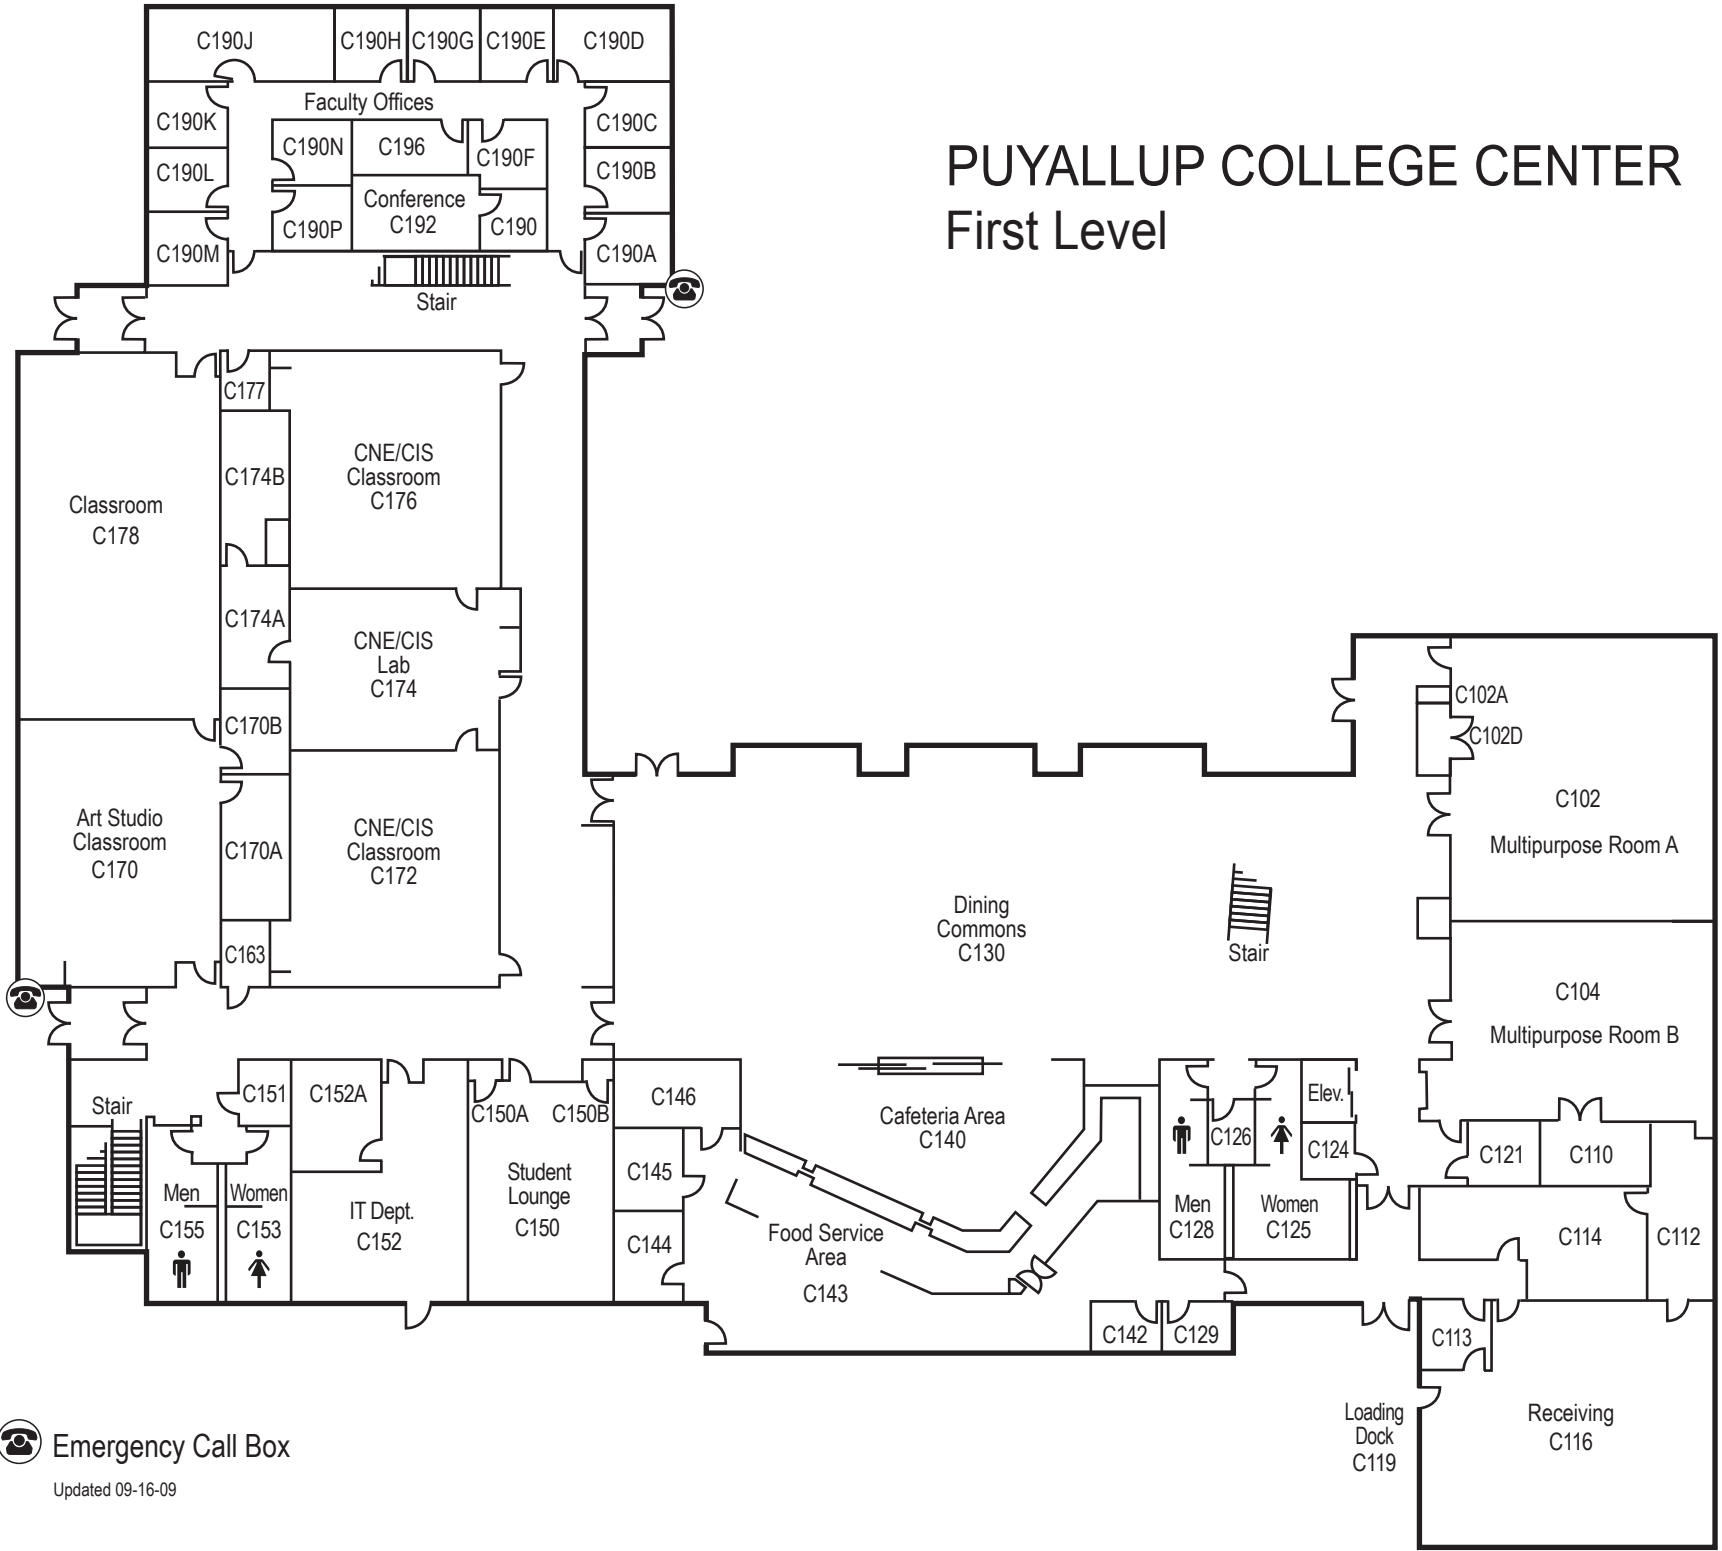 C190J
C190H
C190G
C190E
C190D
Faculty Offices
C190K
C190N
C196
C190F
C190C
C190L
C190B
Conference
C192
C190P
C190
C190M
C190A
Stair
PUYALLUP COLLEGE CENTER
First Level
C177
CNE/CIS
Classroom
C176
C174B
Classroom
C178
C174A
CNE/CIS
Lab
C174
C170B
C102A
C102D
C102
Multipurpose Room A
Art Studio
Classroom
C170
C170A
CNE/CIS
Classroom
C172
C163
Dining
Commons
C130
Stair
C104
Multipurpose Room B
Stair
C151
C152A
C150A
C150B
C146
Cafeteria Area
C140
C126
Elev.
C124
C121
C110
Men
C155
Women
C153
IT Dept.
C152
Student
Lounge
C150
C145
C144
Food Service
Area
C143
Men
C128
Women
C125
C114
C112
C142
C129
C113
Loading
Dock
C119
Receiving
C116
Emergency Call Box
Updated 09-16-09